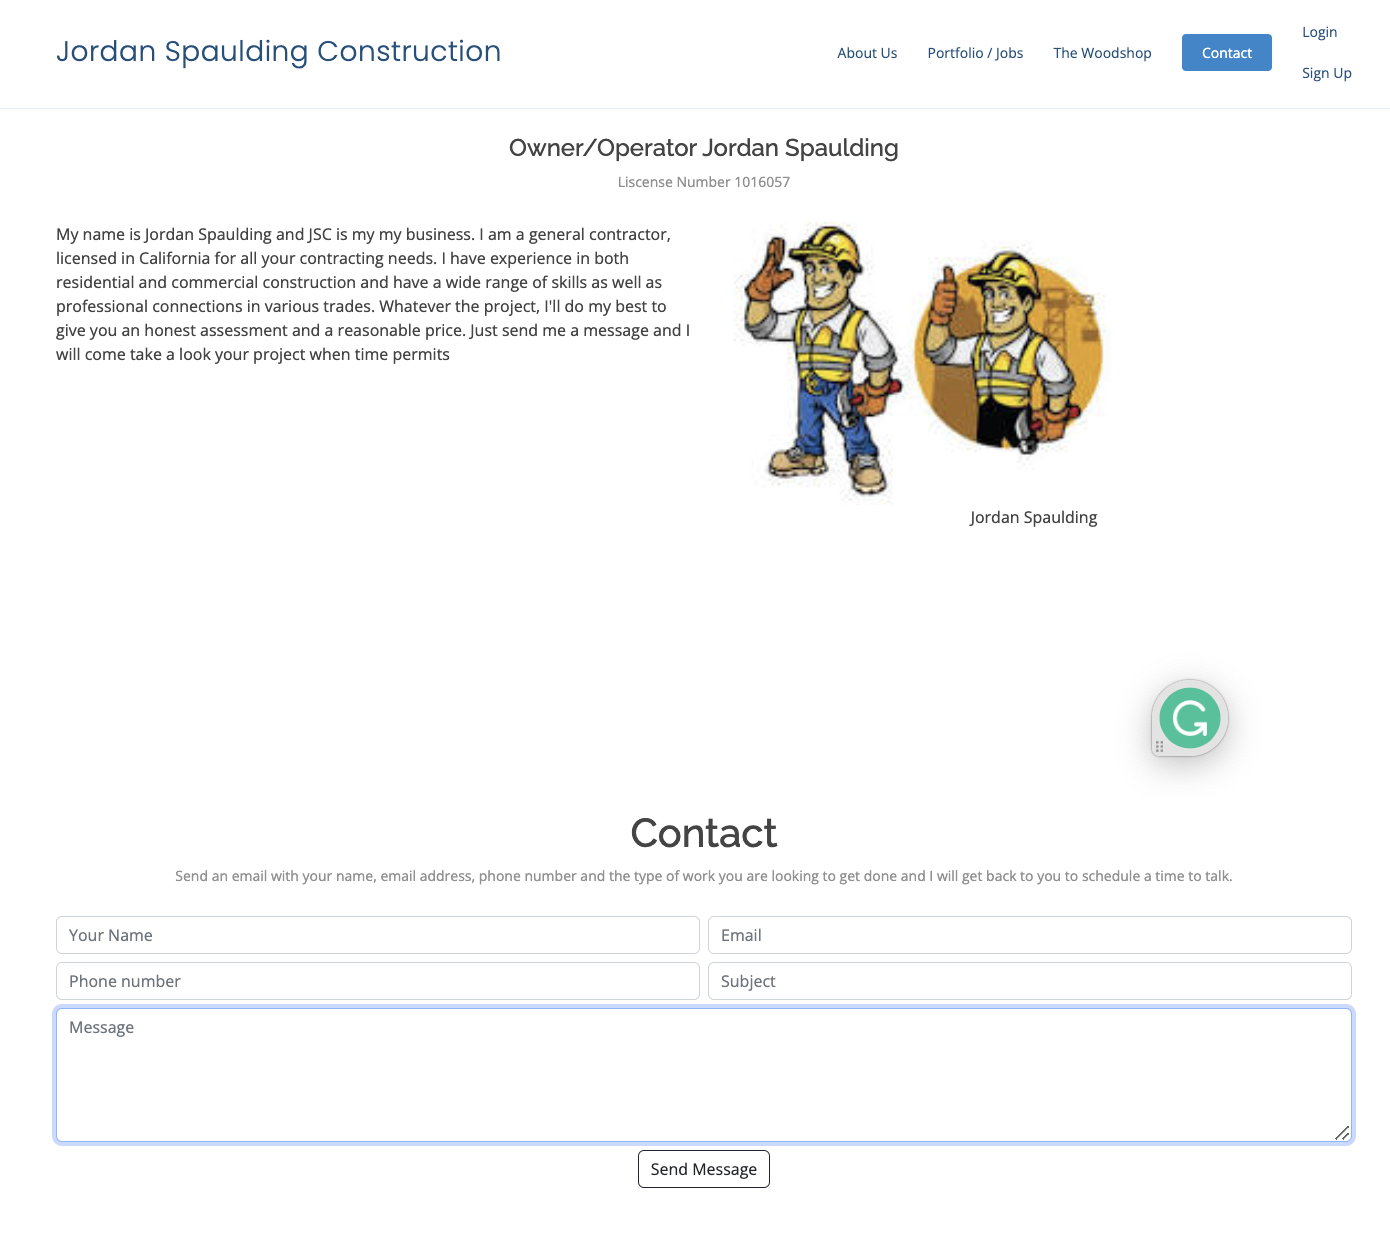 Jordan Spaulding Construction
About Us
Portfolio / Jobs
The Woodshop
Contact
Login
Sign Up
Owner/Operator Jordan Spaulding
Liscense Number 1016057
My name is Jordan Spaulding and JSC is my my business. I am a general contractor,
licensed in California for all your contracting needs. I have experience in both
residential and commercial construction and have a wide range of skills as well as
professional connections in various trades. Whatever the project, I'll do my best to
give you an honest assessment and a reasonable price. Just send me a message and I
will come take a look your project when time permits
Jordan Spaulding
G
Contact
Send an email with your name, email address, phone number and the type of work you are looking to get done and I will get back to you to schedule a time to talk.
Your Name
Email
Phone number
Subject
Message
Send Message